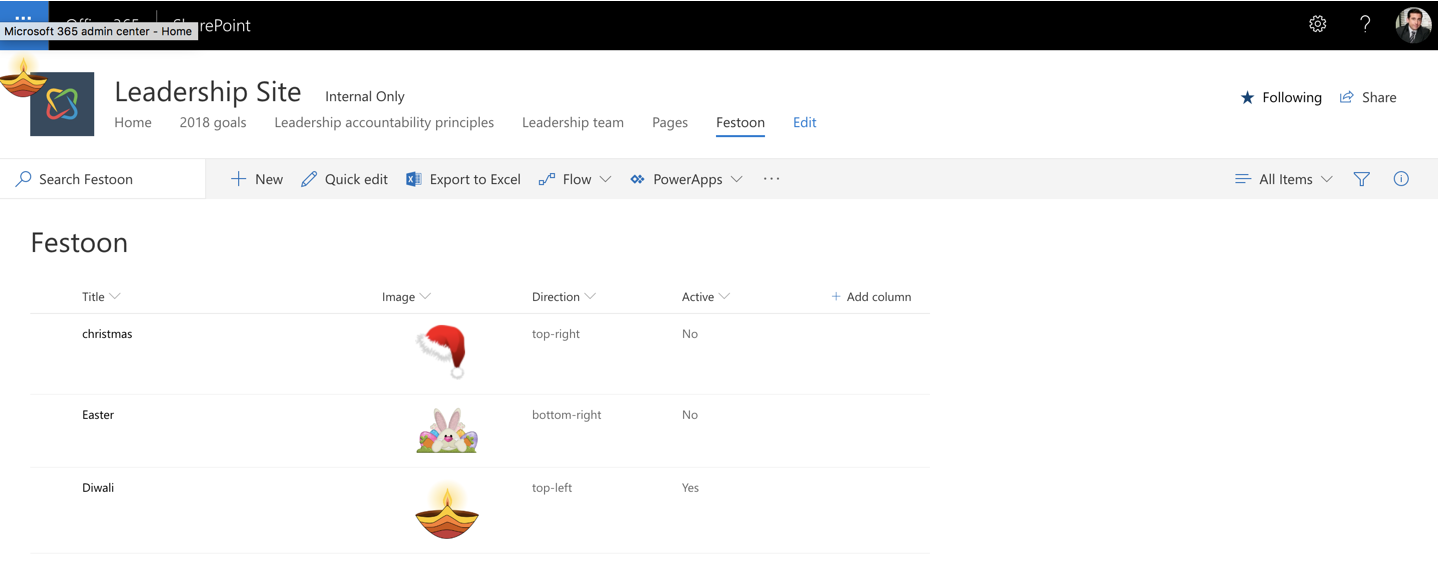 Office 365 SharePoint
Microsoft 365 admin center - Home
Leadership Site Internal Only
Following Share
Home 2018 goals Leadership accountability principles Leadership team Pages Festoon Edit
Search Festoon New Quick edit Export to Excel Flow PowerApps ... All Items
Festoon
Title Image Direction Active + Add column
christmas top-right No
Easter bottom-right No
Diwali top-left Yes